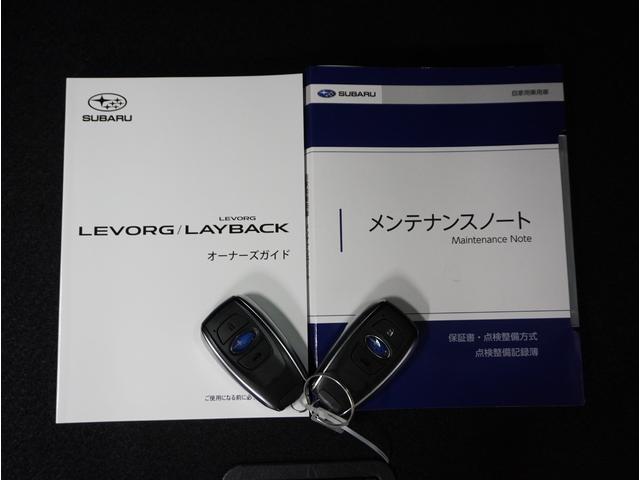 SUBARU
LEVORG
LEVORG/LAYBACK
オーナーズガイド
ご使用になる前に必
SUBARU
自家用乗用車
メンテナンスノート
Maintenance Note
保証書・点検整備方式
点検整備記録簿